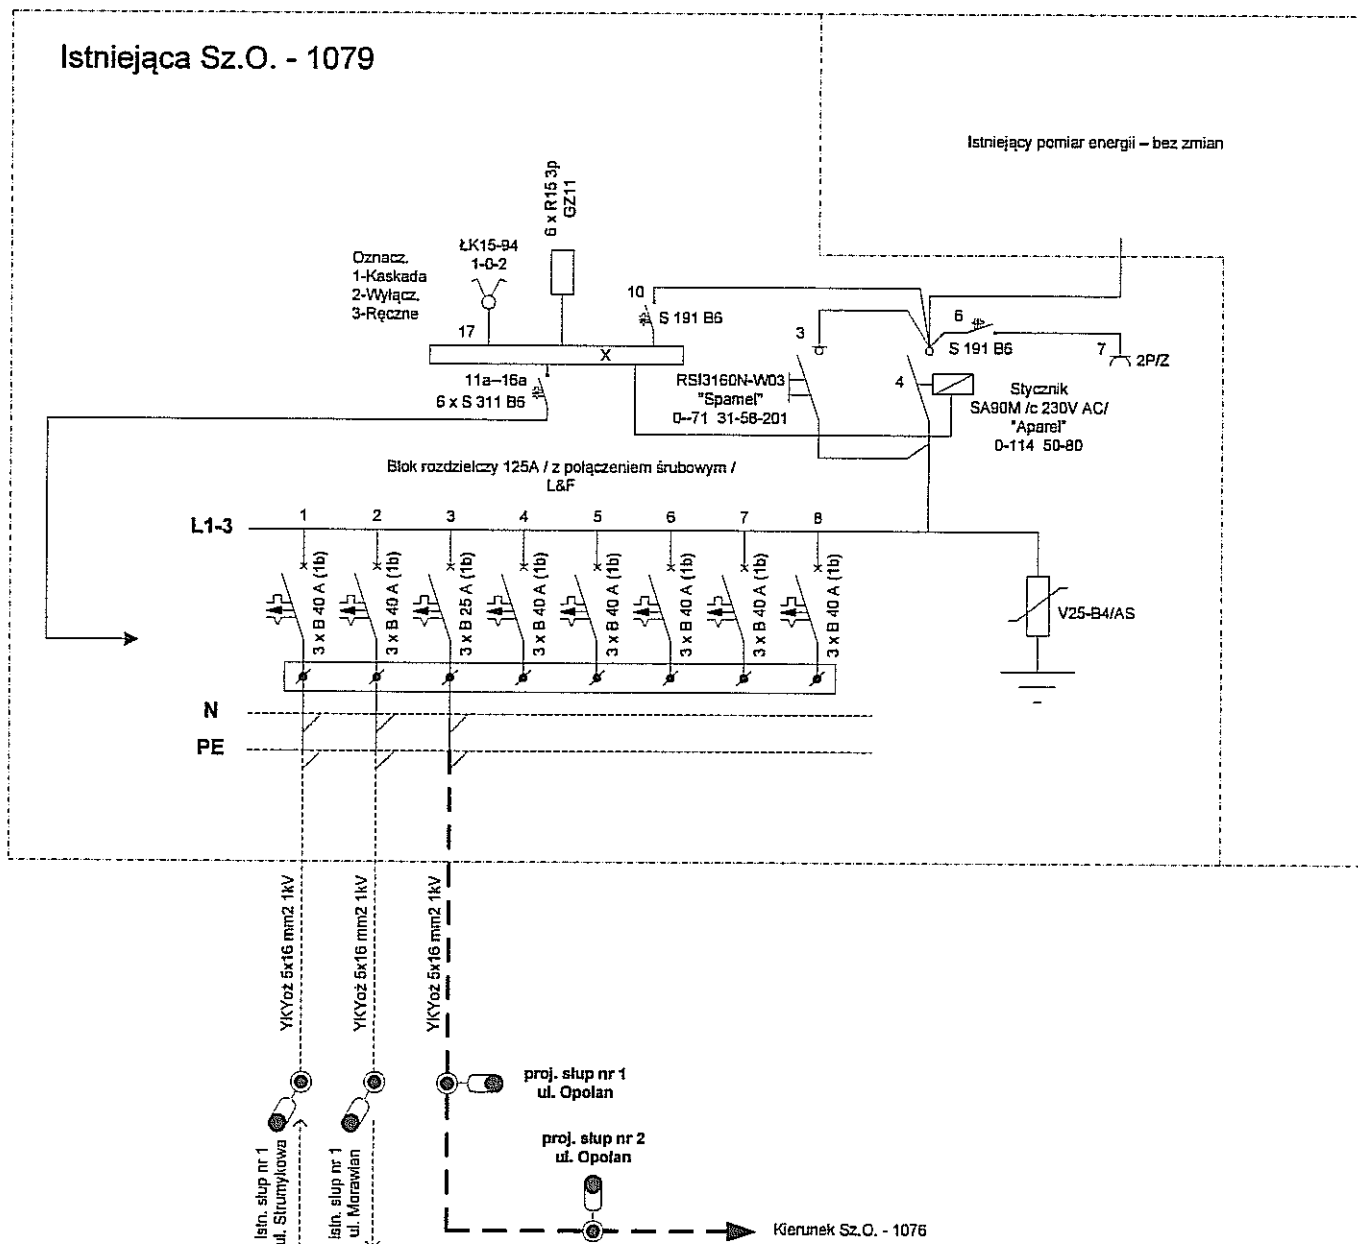 Istniejąca Sz.O. - 1079
Istniejący pomiar energii – bez zmian
6 x R15 3p
GZ11
ŁK15-94
1-0-2
Oznacz.
1-Kaskada
2-Wyłącz.
3-Ręczne
17
X
10
S 191 B6
3
6
S 191 B6
7
2P/Z
11a–16a
6 x S 311 B6
RSI3160N-W03
"Spamel"
0--71 31-58-201
4
Stycznik
SA90M /c 230V AC/
"Aparel"
0-114 50-80
Blok rozdzielczy 125A / z połączeniem śrubowym /
L&F
L1-3
1 2 3 4 5 6 7 8
3 x B 40 A (1b)
3 x B 40 A (1b)
3 x B 25 A (1b)
3 x B 40 A (1b)
3 x B 40 A (1b)
3 x B 40 A (1b)
3 x B 40 A (1b)
3 x B 40 A (1b)
V25-B4/AS
N
PE
YKYoż 5x16 mm2 1kV
YKYoż 5x16 mm2 1kV
YKYoż 5x16 mm2 1kV
proj. słup nr 1
ul. Opolan
proj. słup nr 2
ul. Opolan
Istn. słup nr 1
ul. Strumykowa
Istn. słup nr 1
ul. Morawian
Kierunek Sz.O. - 1076